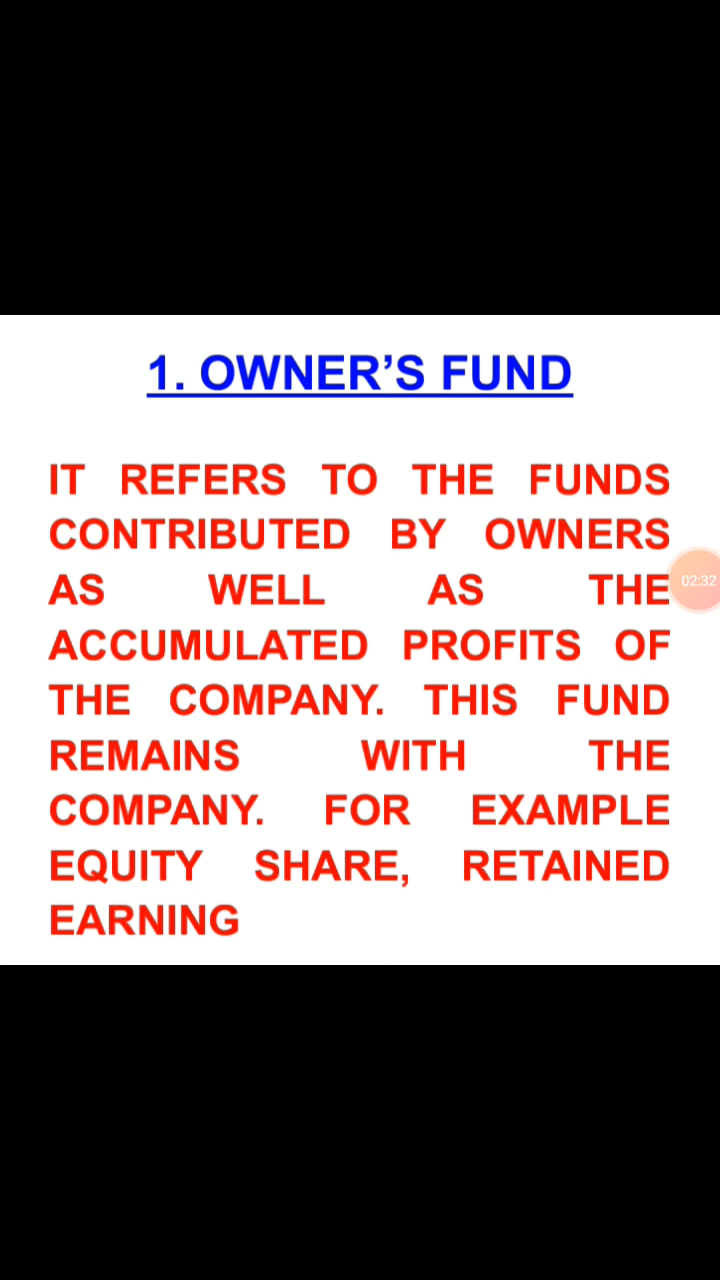 1. OWNER’S FUND
IT REFERS TO THE FUNDS
CONTRIBUTED BY OWNERS
AS WELL AS THE
ACCUMULATED PROFITS OF
THE COMPANY. THIS FUND
REMAINS WITH THE
COMPANY. FOR EXAMPLE
EQUITY SHARE, RETAINED
EARNING
02:32